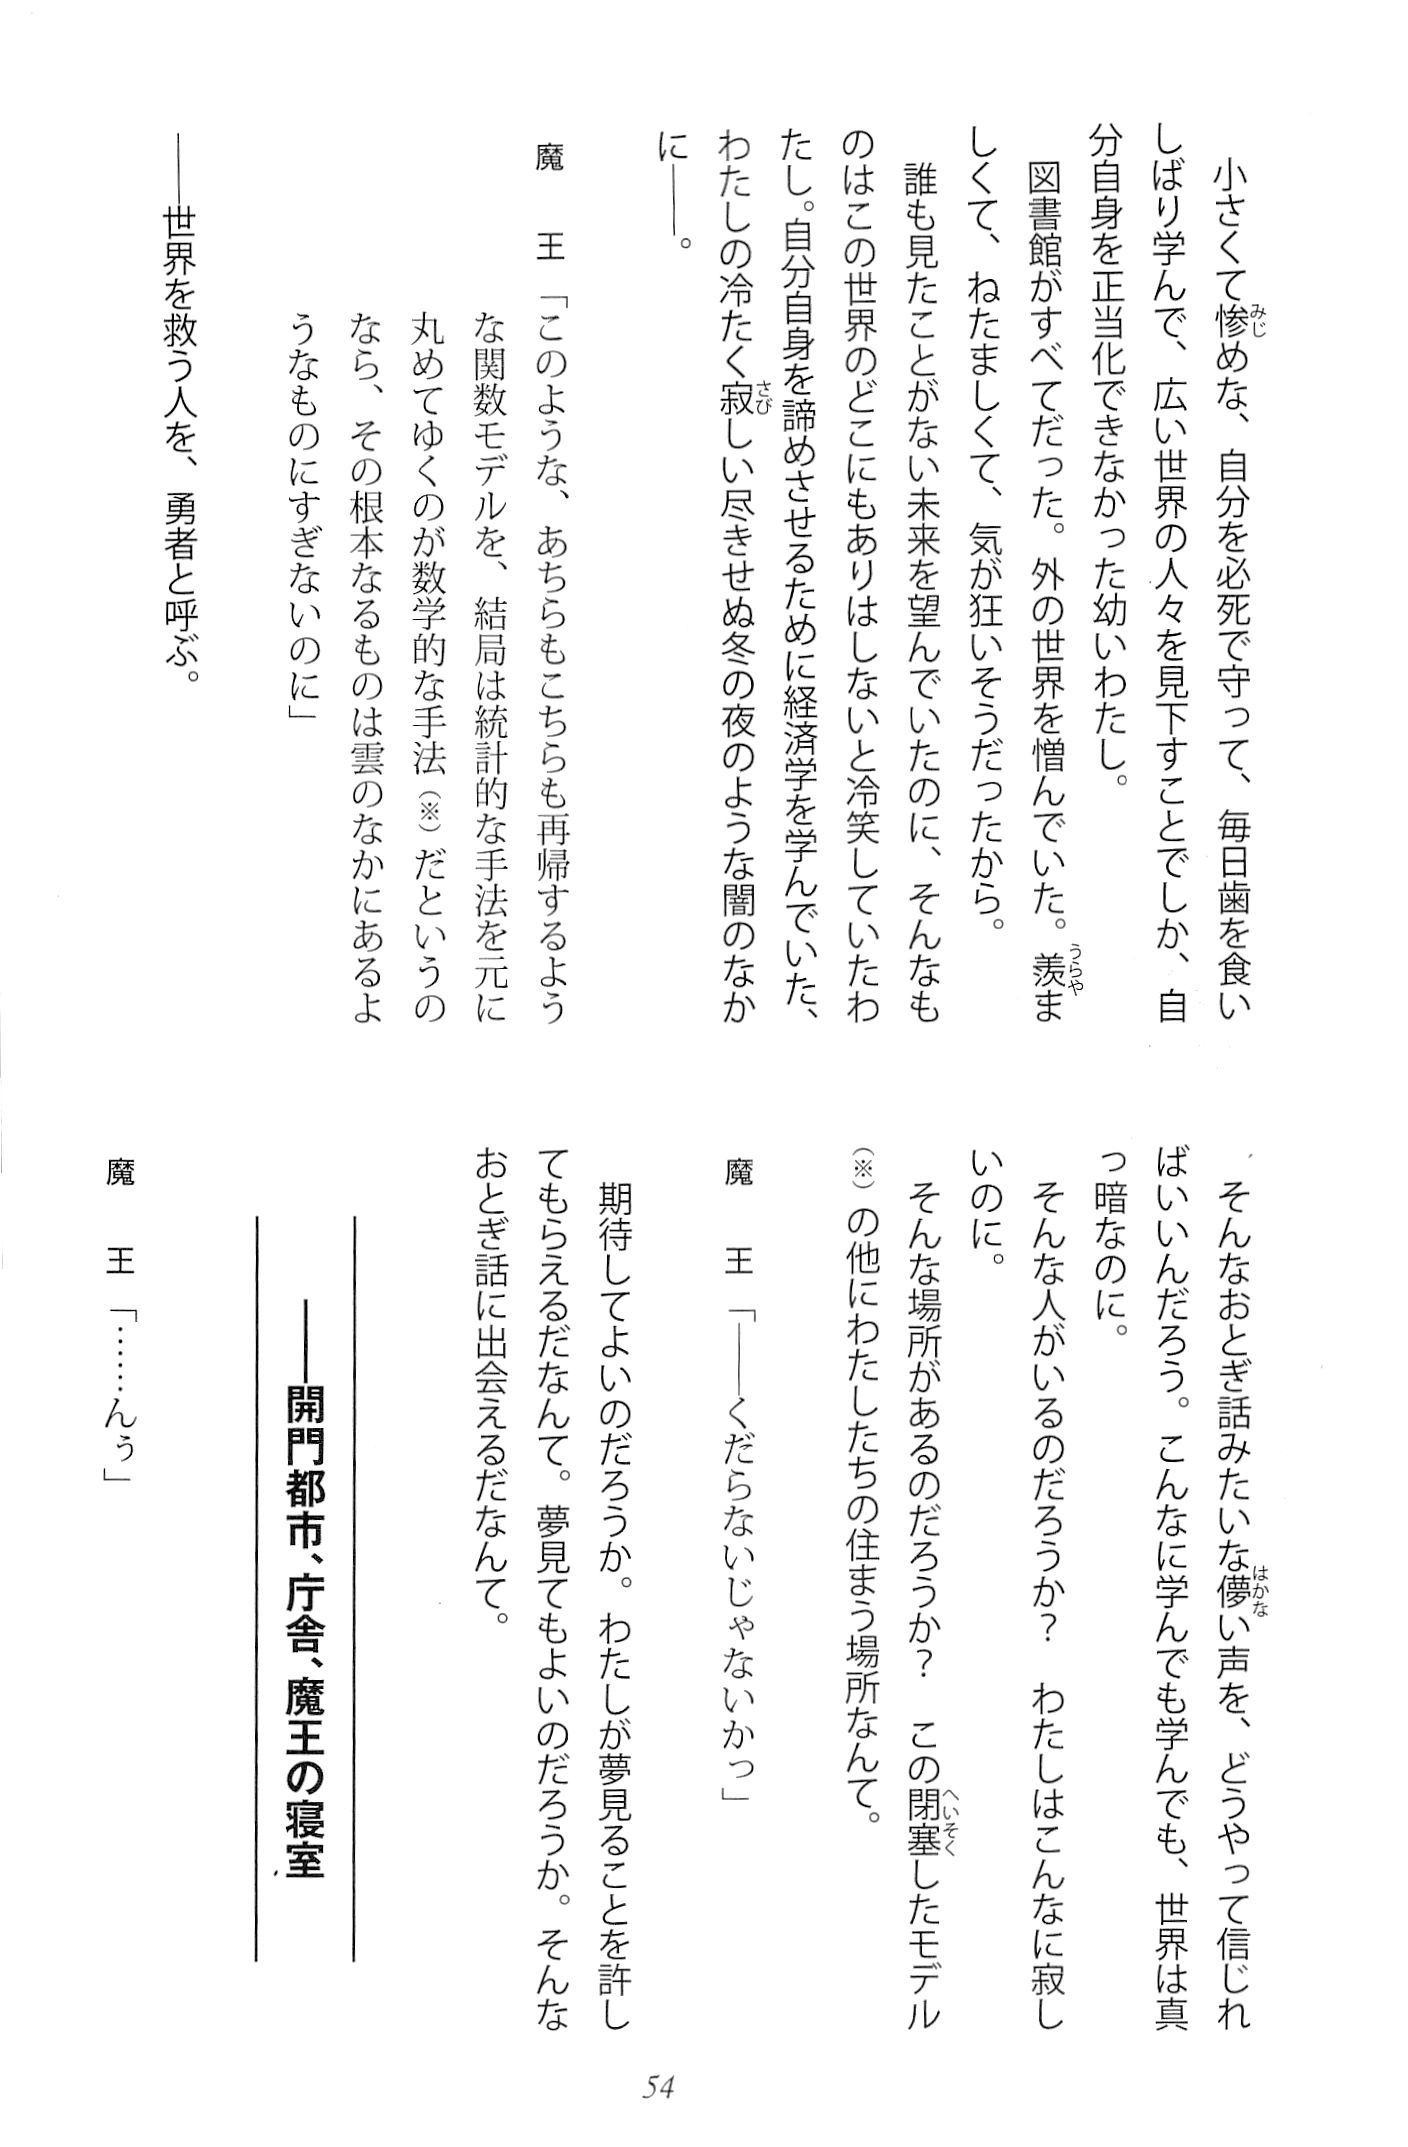 小さくて惨めな、自分を必死で守って、毎日歯を食い
しばり学んで、広い世界の人々を見下すことでしか、自
分自身を正当化できなかった幼いわたし。
図書館がすべてだった。外の世界を憎んでいた。羨ま
しくて、ねたましくて、気が狂いそうだったから。
誰も見たことがない未来を望んでいたのに、そんなも
のはこの世界のどこにもありはしないと冷笑していたわ
たし。自分自身を諦めさせるために経済学を学んでいた、
わたしの冷たく寂しい尽きせぬ冬の夜のような闇のなか
に――。
魔　王「このような、あちらもこちらも再帰するよう
な関数モデルを、結局は統計的な手法を元に
丸めてゆくのが数学的な手法（※）だというの
なら、その根本なるものは雲のなかにあるよ
うなものにすぎないのに」
――世界を救う人を、勇者と呼ぶ。
そんなおとぎ話みたいな儚い声を、どうやって信じれ
ばいいんだろう。こんなに学んでも学んでも、世界は真
っ暗なのに。
そんな人がいるのだろうか？　わたしはこんなに寂し
いのに。
そんな場所があるのだろうか？　この閉塞したモデル
（※）の他にわたしたちの住まう場所なんて。
魔　王「――くだらないじゃないかっ」
期待してよいのだろうか。わたしが夢見ることを許し
てもらえるだなんて。夢見てもよいのだろうか。そんな
おとぎ話に出会えるだなんて。
――開門都市、庁舎、魔王の寝室
魔　王「……んぅ」
54